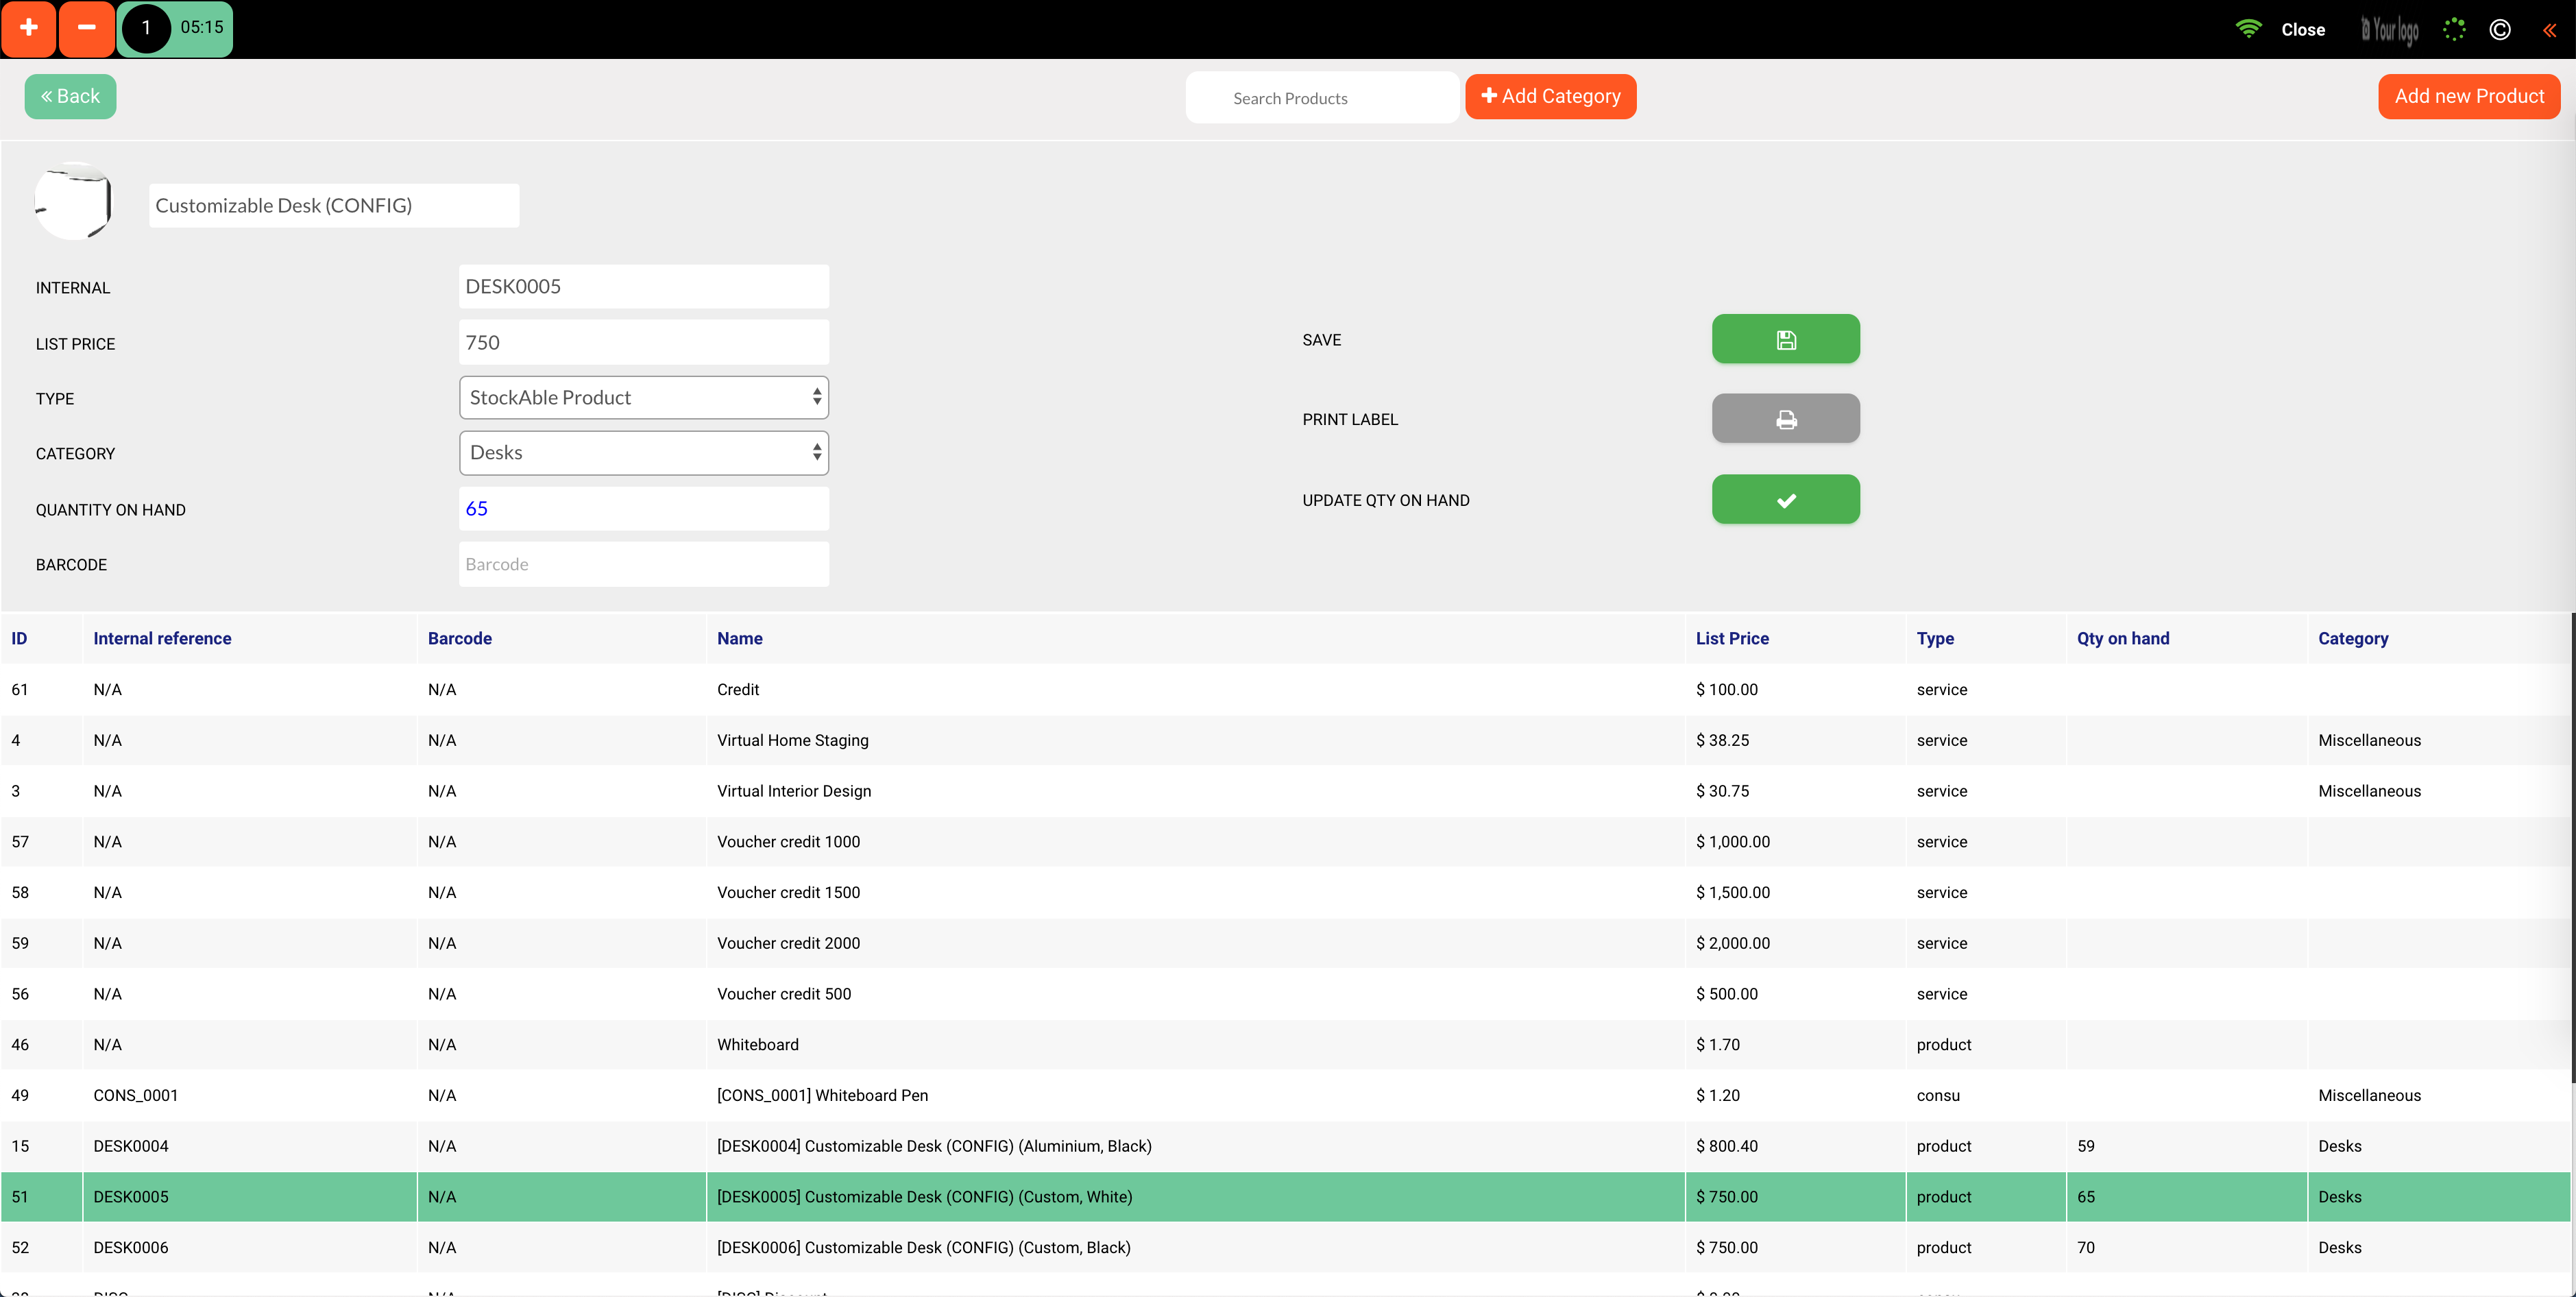 1 05:15 Close Your logo
« Back Search Products Add Category Add new Product
Customizable Desk (CONFIG)
INTERNAL DESK0005
LIST PRICE 750
SAVE
TYPE StockAble Product
PRINT LABEL
CATEGORY Desks
UPDATE QTY ON HAND
QUANTITY ON HAND 65
BARCODE Barcode
ID Internal reference Barcode Name List Price Type Qty on hand Category
61 N/A N/A Credit $ 100.00 service
4 N/A N/A Virtual Home Staging $ 38.25 service Miscellaneous
3 N/A N/A Virtual Interior Design $ 30.75 service Miscellaneous
57 N/A N/A Voucher credit 1000 $ 1,000.00 service
58 N/A N/A Voucher credit 1500 $ 1,500.00 service
59 N/A N/A Voucher credit 2000 $ 2,000.00 service
56 N/A N/A Voucher credit 500 $ 500.00 service
46 N/A N/A Whiteboard $ 1.70 product
49 CONS_0001 N/A [CONS_0001] Whiteboard Pen $ 1.20 consu Miscellaneous
15 DESK0004 N/A [DESK0004] Customizable Desk (CONFIG) (Aluminium, Black) $ 800.40 product 59 Desks
51 DESK0005 N/A [DESK0005] Customizable Desk (CONFIG) (Custom, White) $ 750.00 product 65 Desks
52 DESK0006 N/A [DESK0006] Customizable Desk (CONFIG) (Custom, Black) $ 750.00 product 70 Desks